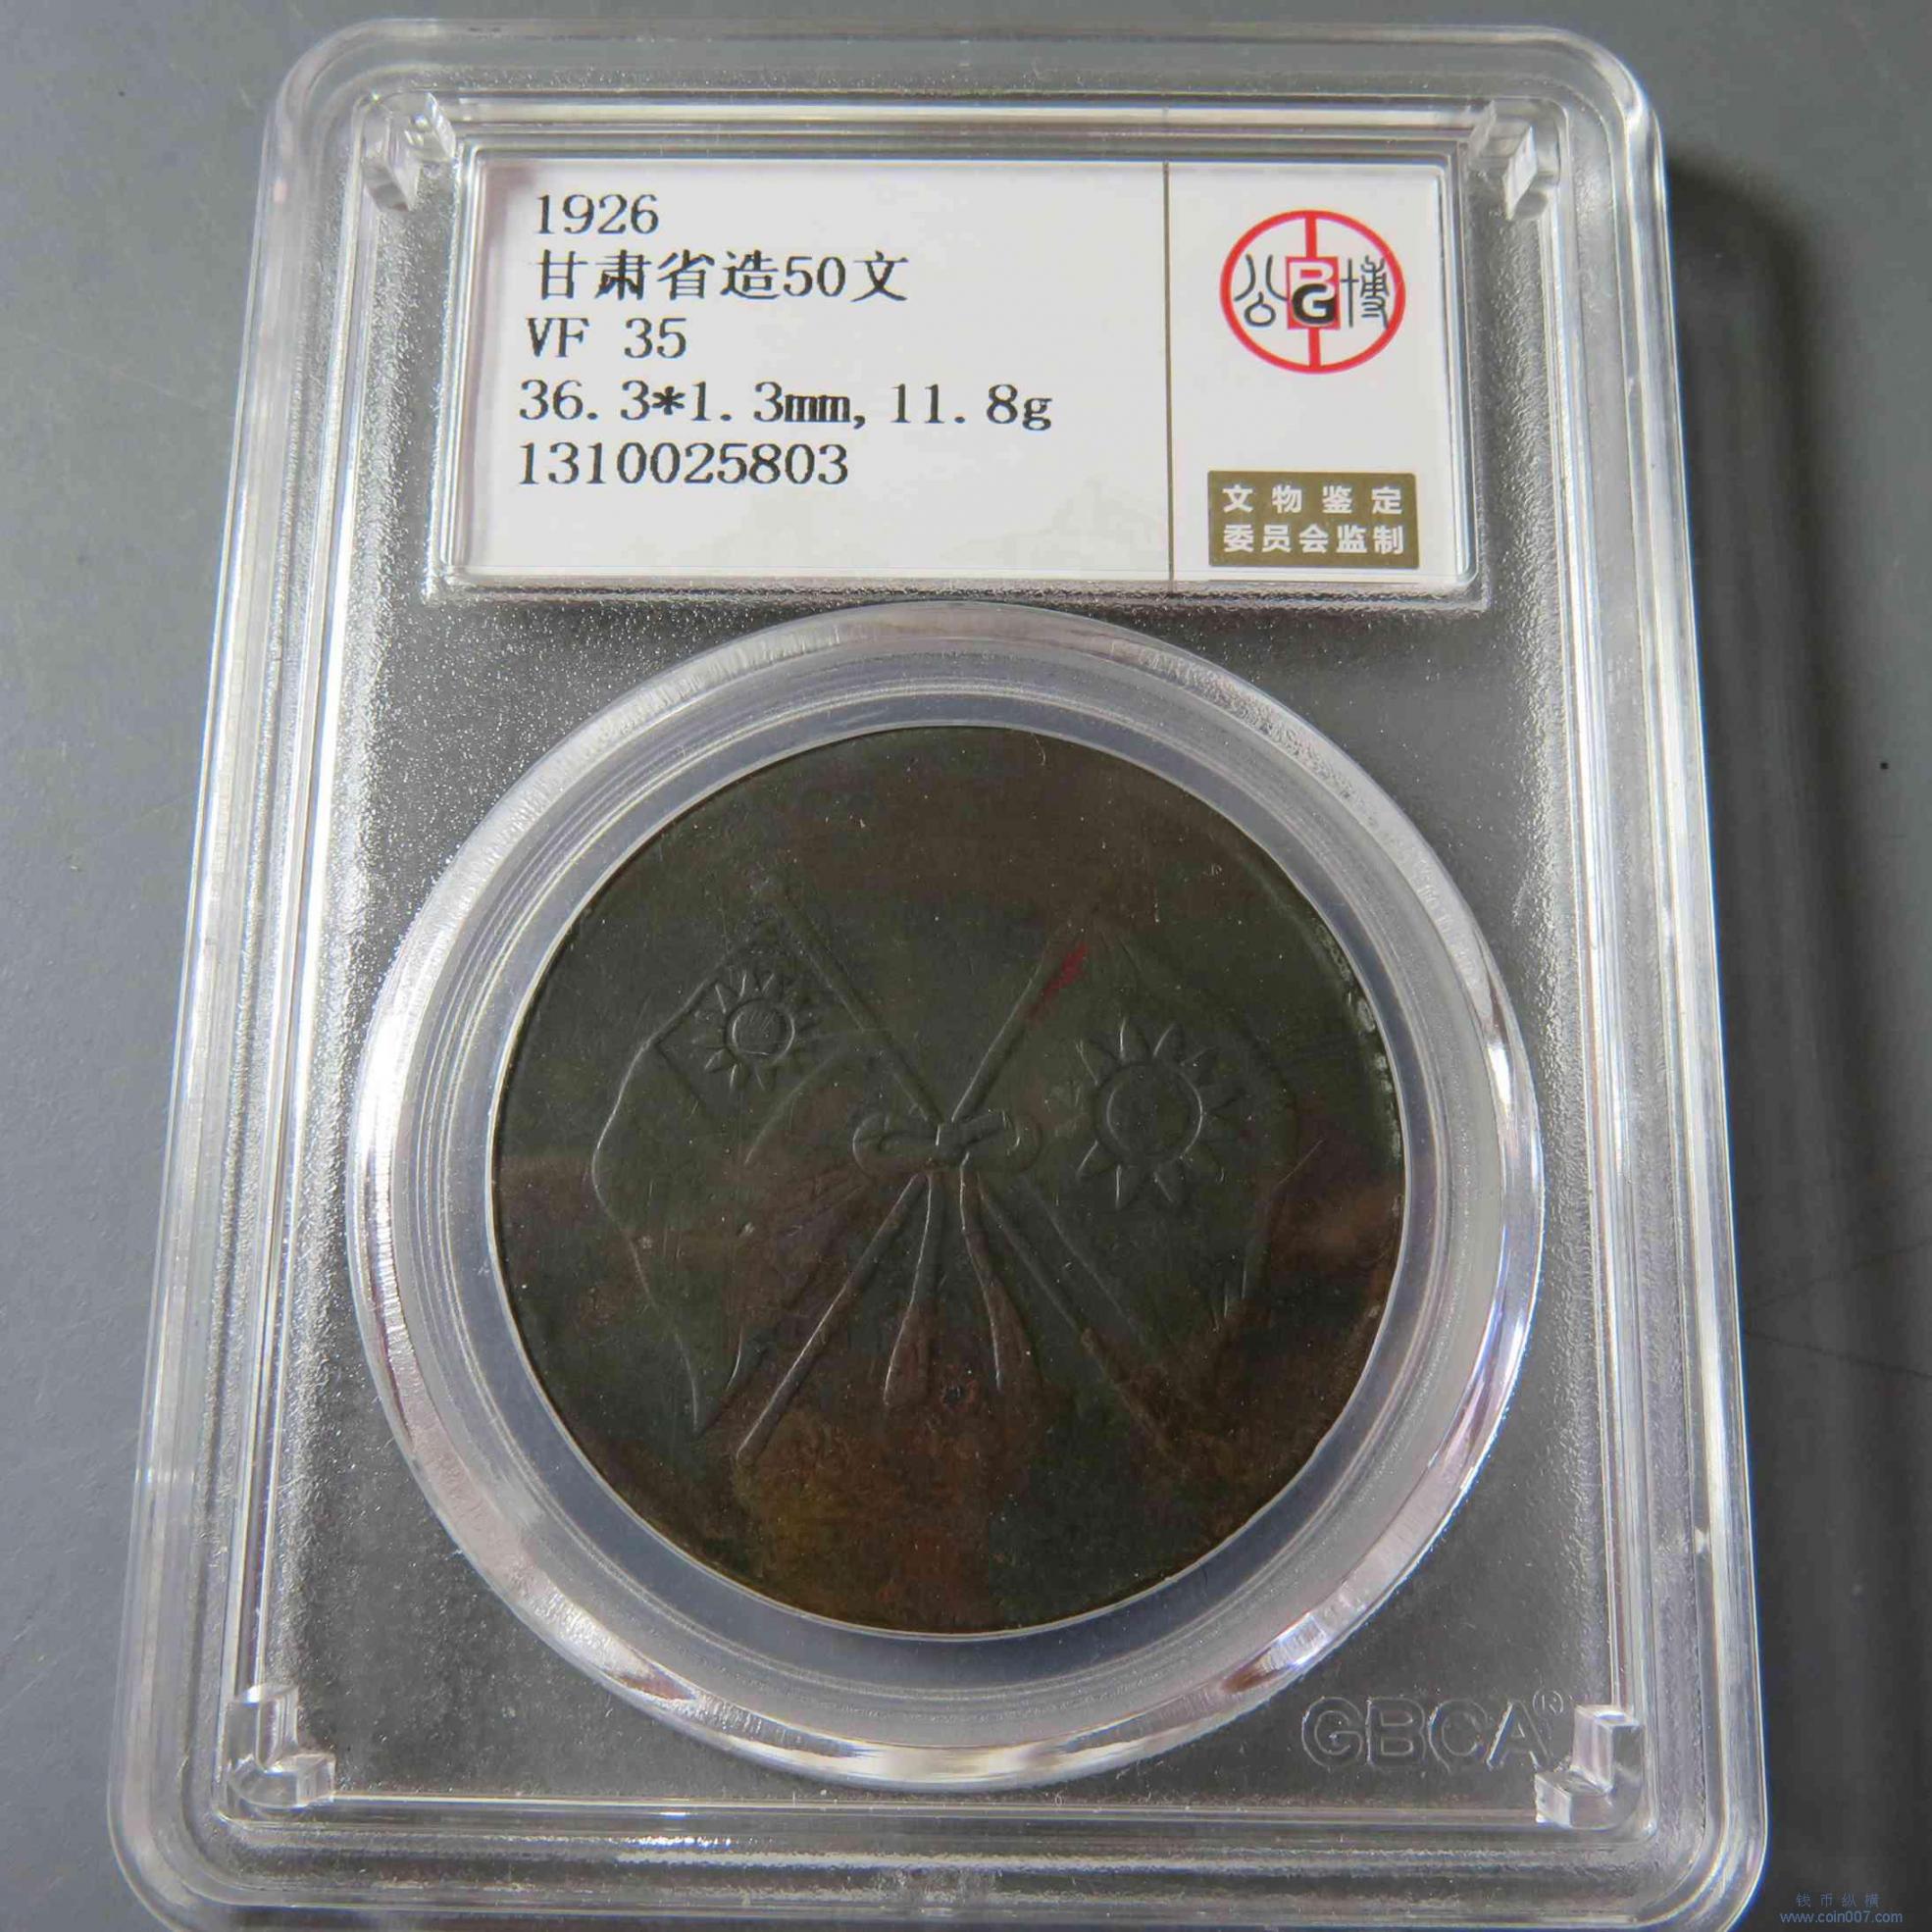 1926
甘肃省造50文
VF 35
36.3*1.3mm,11.8g
1310025803
公 PG 博
文物鉴定
委员会监制
GBCA®
钱币纵横
www.coin007.com